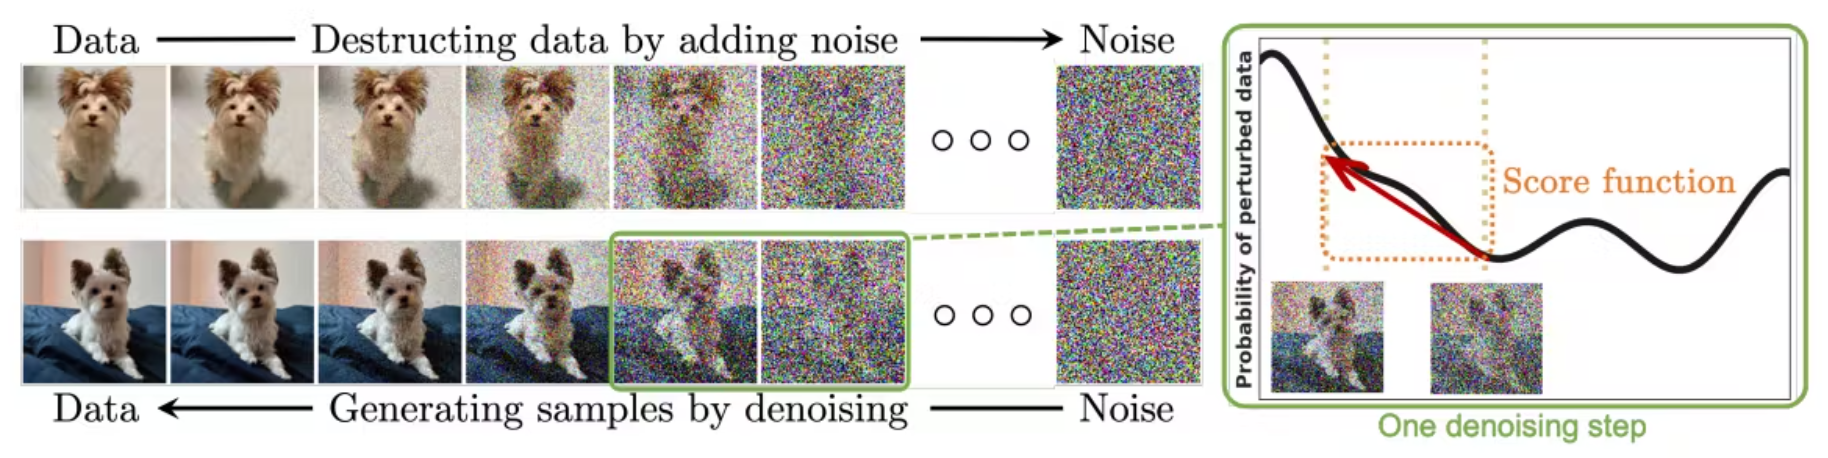 Data
Destructing data by adding noise
Noise
Data
Generating samples by denoising
Noise
Probability of perturbed data
Score function
One denoising step